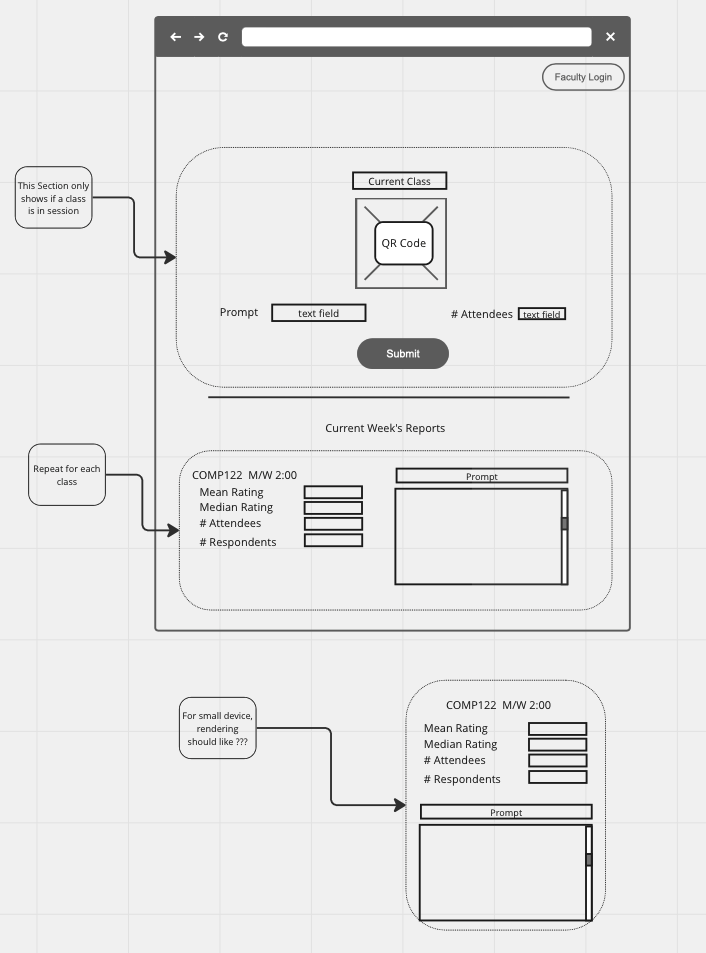 Faculty Login
This Section only
shows if a class
is in session
Current Class
QR Code
Prompt
text field
# Attendees
text field
Submit
Current Week's Reports
Repeat for each
class
COMP122 M/W 2:00
Mean Rating
Median Rating
# Attendees
# Respondents
Prompt
For small device,
rendering
should like ???
COMP122 M/W 2:00
Mean Rating
Median Rating
# Attendees
# Respondents
Prompt